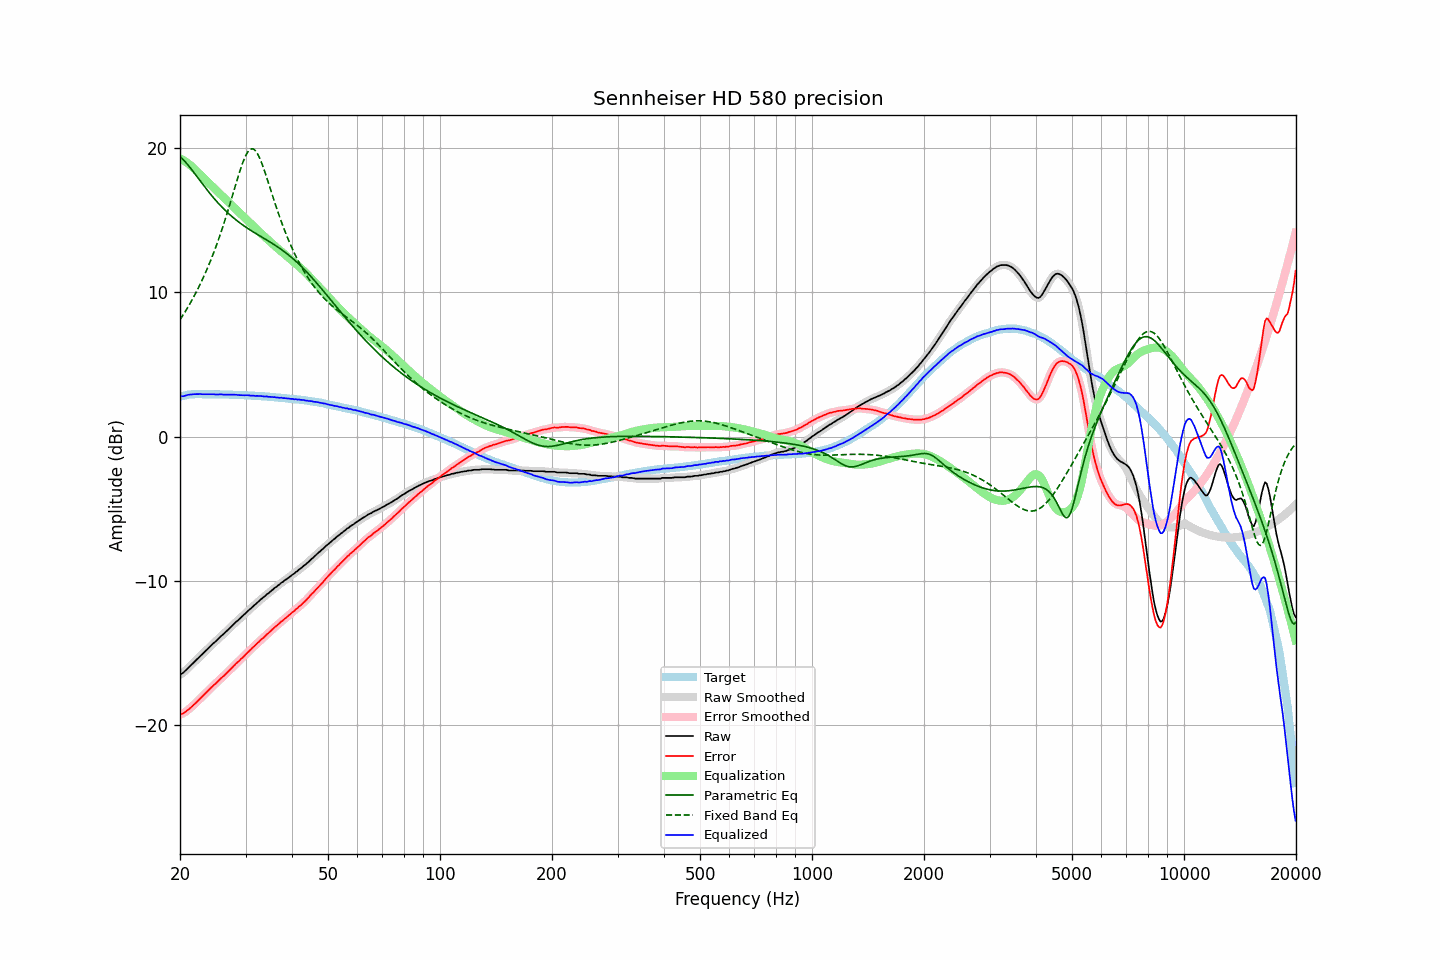 Sennheiser HD 580 precision
Amplitude (dBr)
20
10
0
−10
−20
Target
Raw Smoothed
Error Smoothed
Raw
Error
Equalization
Parametric Eq
Fixed Band Eq
Equalized
20 50 100 200 500 1000 2000 5000 10000 20000
Frequency (Hz)